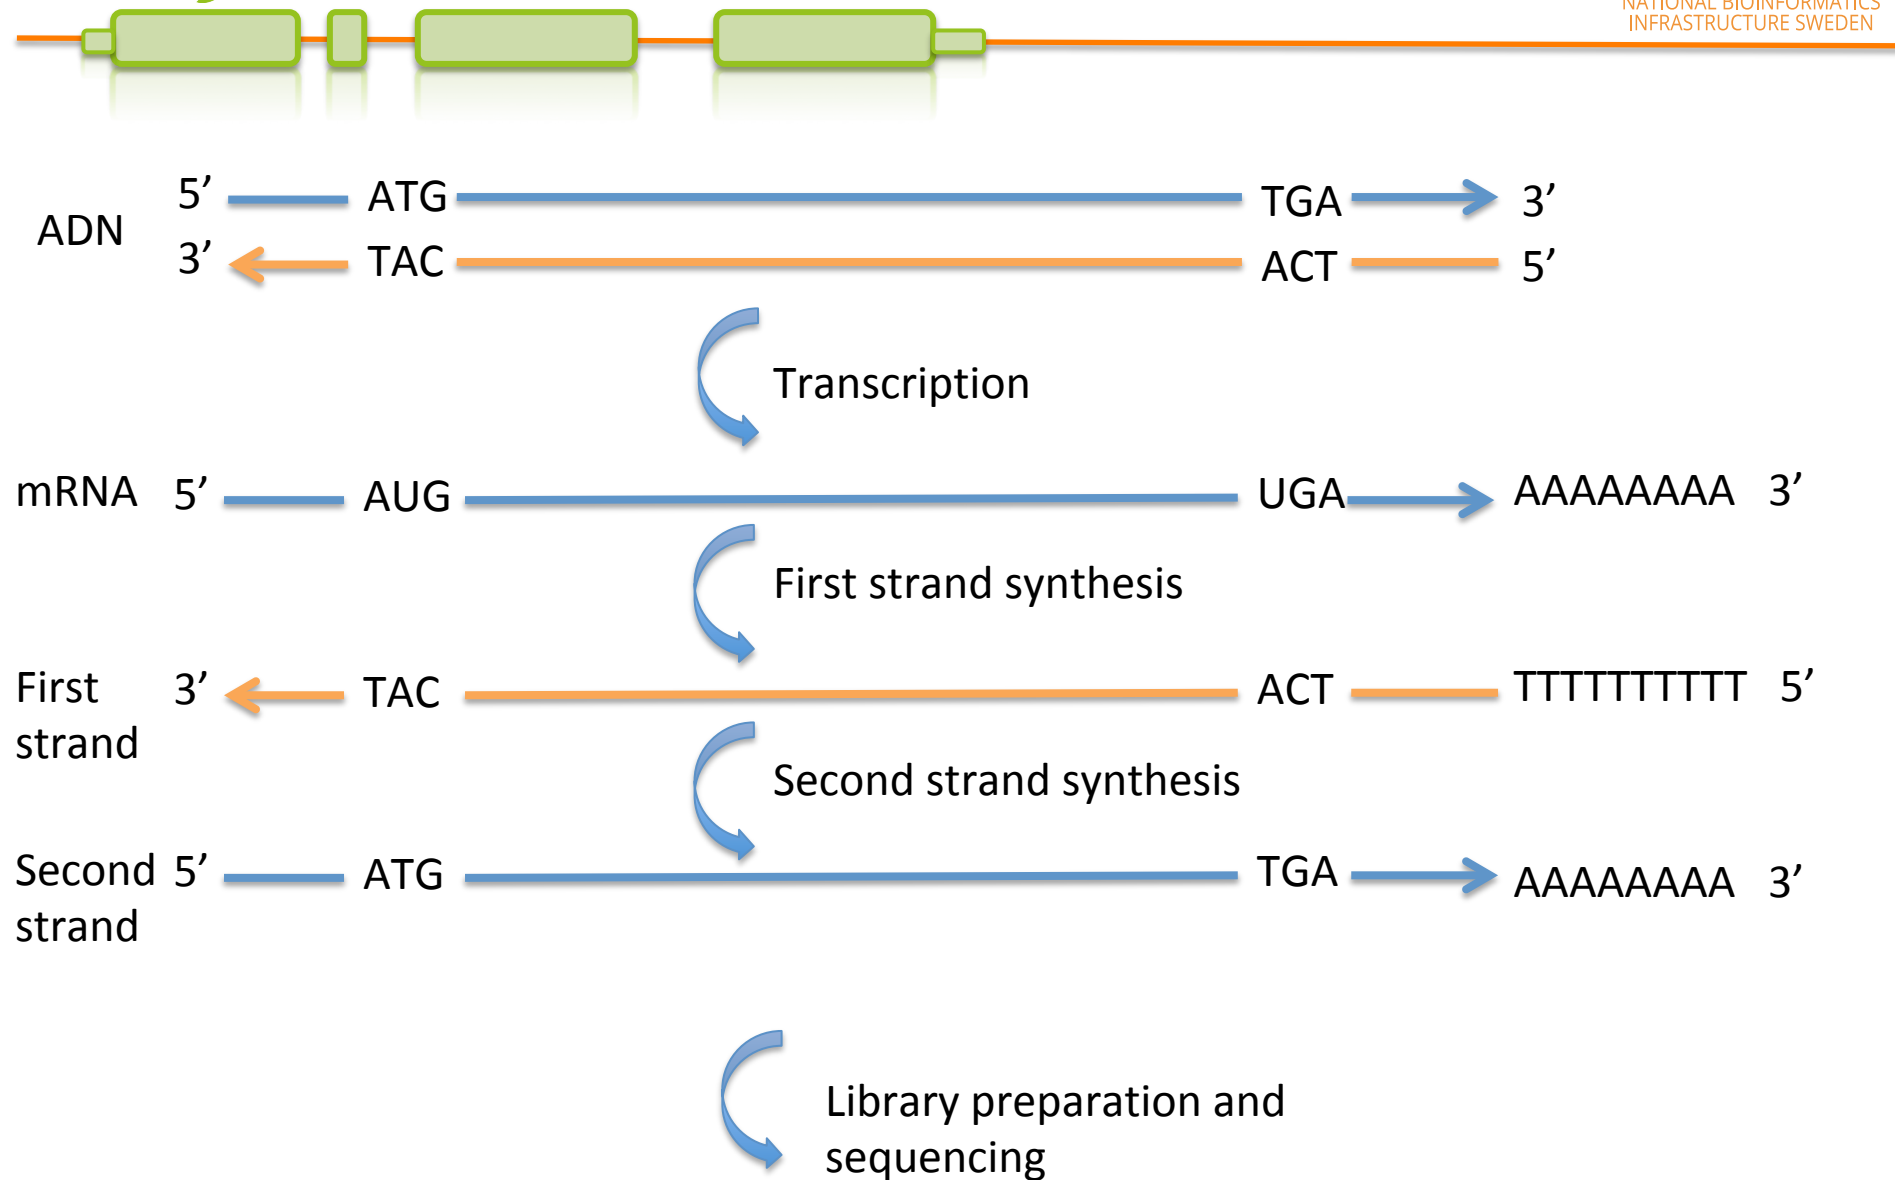 NATIONAL BIOINFORMATICS
INFRASTRUCTURE SWEDEN
5’ ATG TGA 3’
ADN
3’ TAC ACT 5’
Transcription
mRNA 5’ AUG UGA AAAAAAAA 3’
First strand synthesis
First 3’ TAC ACT TTTTTTTTTT 5’
strand
Second strand synthesis
Second 5’ ATG TGA AAAAAAAA 3’
strand
Library preparation and
sequencing